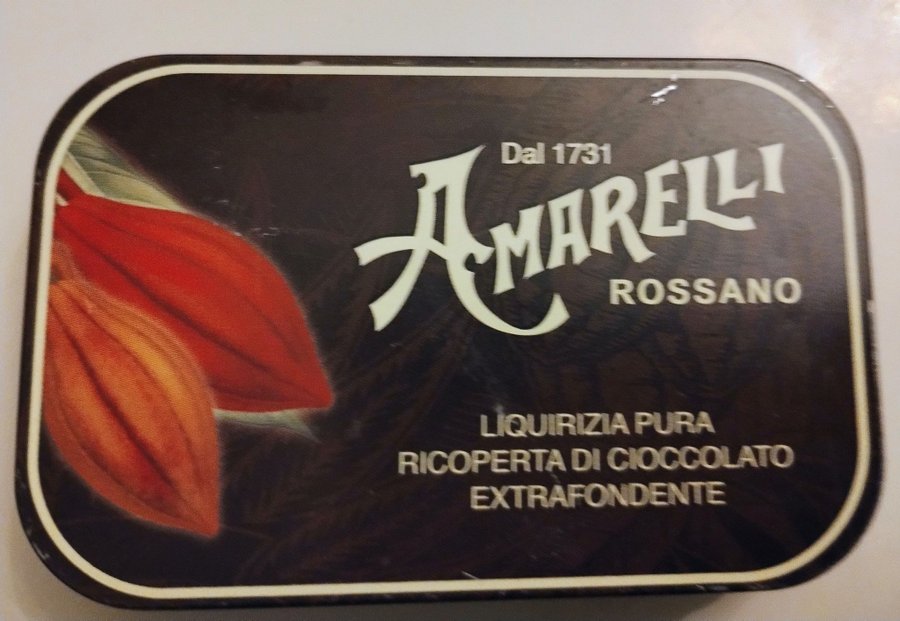 Dal 1731
AMARELLI
ROSSANO
LIQUIRIZIA PURA
RICOPERTA DI CIOCCOLATO
EXTRAFONDENTE